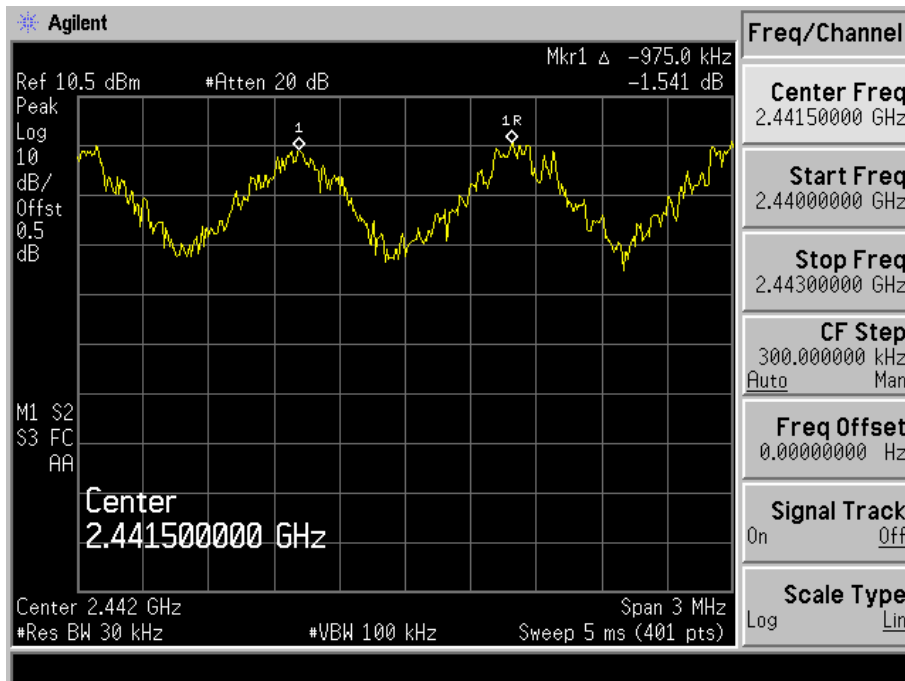 Agilent
Freq/Channel
Mkr1 Δ -975.0 kHz
Ref 10.5 dBm #Atten 20 dB -1.541 dB
Peak
Log
10
dB/
Offst
0.5
dB
1
1R
Center Freq
2.44150000 GHz
Start Freq
2.44000000 GHz
Stop Freq
2.44300000 GHz
CF Step
300.000000 kHz
Auto Man
Freq Offset
0.00000000 Hz
Signal Track
On Off
Scale Type
Log Lin
M1 S2
S3 FC
AA
Center
2.441500000 GHz
Center 2.442 GHz Span 3 MHz
#Res BW 30 kHz #VBW 100 kHz Sweep 5 ms (401 pts)